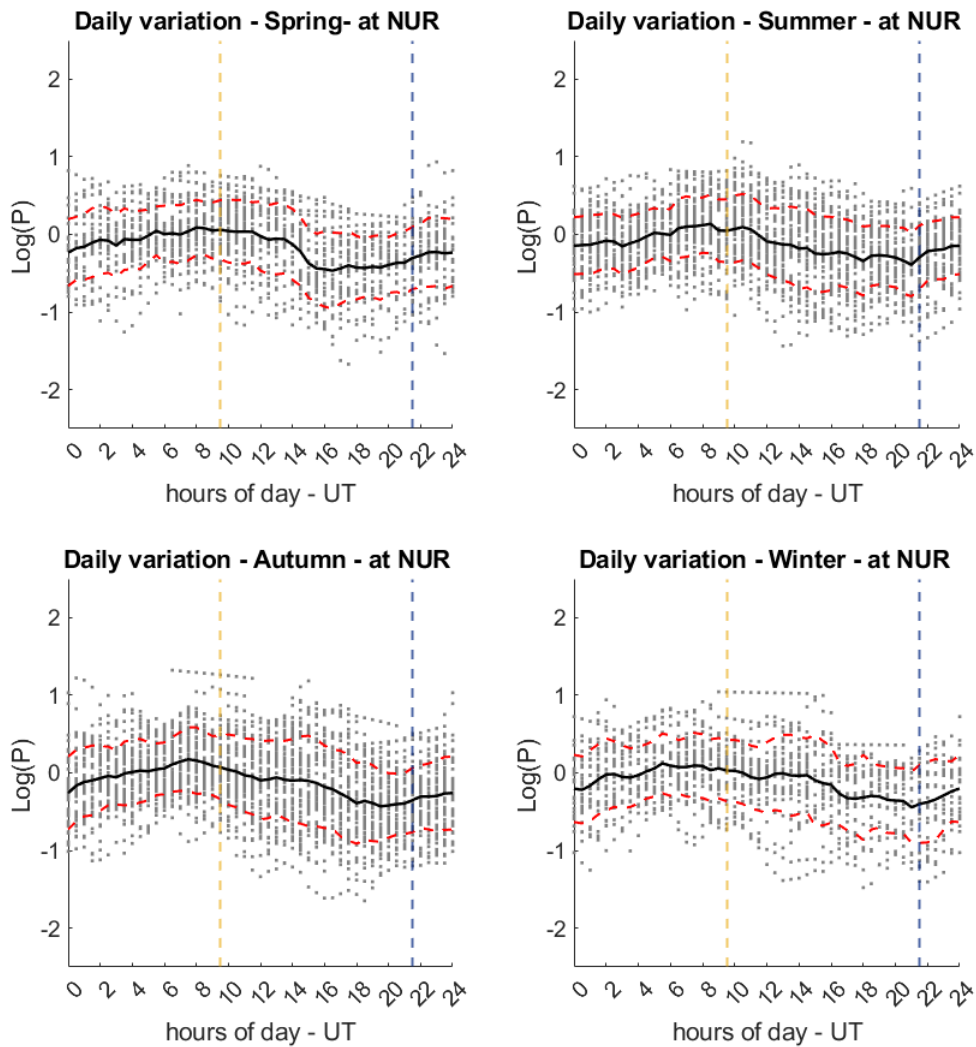 Daily variation - Spring- at NUR
2
1
0
-1
-2
Log(P)
0 2 4 6 8 10 12 14 16 18 20 22 24
hours of day - UT
Daily variation - Summer - at NUR
2
1
0
-1
-2
Log(P)
0 2 4 6 8 10 12 14 16 18 20 22 24
hours of day - UT
Daily variation - Autumn - at NUR
2
1
0
-1
-2
Log(P)
0 2 4 6 8 10 12 14 16 18 20 22 24
hours of day - UT
Daily variation - Winter - at NUR
2
1
0
-1
-2
Log(P)
0 2 4 6 8 10 12 14 16 18 20 22 24
hours of day - UT